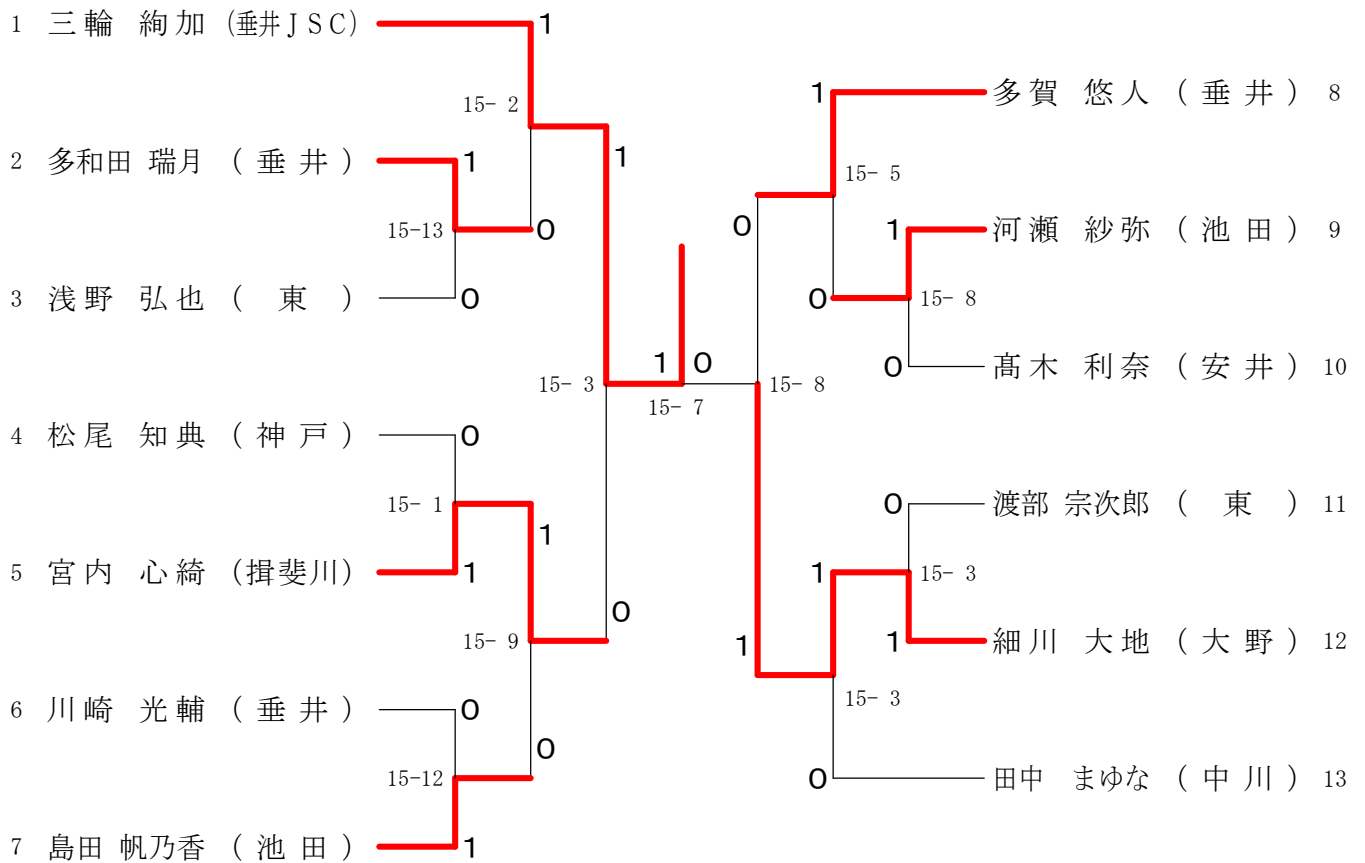 1 三輪 絢加 (垂井ＪＳＣ) 1
15- 2
1 多賀 悠人 （ 垂 井 ） 8
2 多和田 瑞月 （ 垂 井 ） 1
1
15- 5
15-13 0
0
1 河瀬 紗弥 （ 池 田 ） 9
3 浅野 弘也 （ 東 ） 0
0 15- 8
1 0
0 髙木 利奈 （ 安 井 ） 10
15- 3
15- 7
15- 8
4 松尾 知典 （ 神 戸 ） 0
15- 1
1
0 渡部 宗次郎 （ 東 ） 11
5 宮内 心綺 （揖斐川） 1
1 15- 3
0
15- 9
1
1 細川 大地 （ 大 野 ） 12
6 川崎 光輔 （ 垂 井 ） 0
15- 3
0
15-12
0 田中 まゆな （ 中 川 ） 13
7 島田 帆乃香 （ 池 田 ） 1